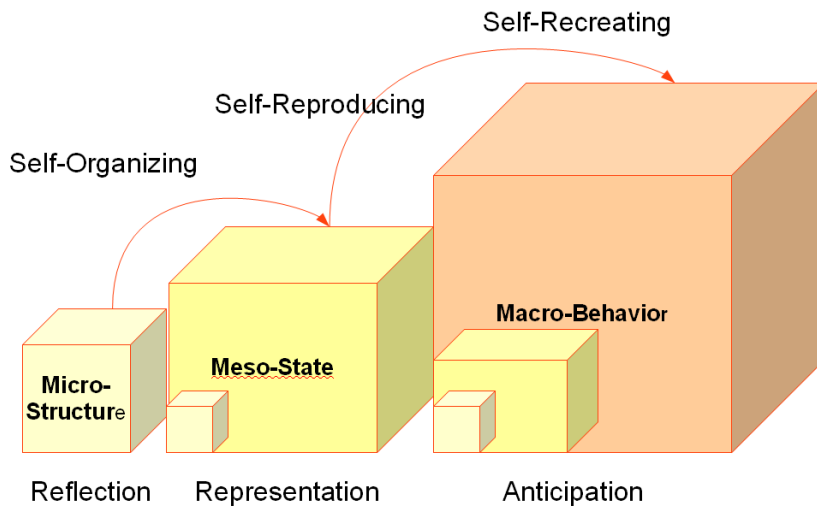 Self-Recreating
Self-Reproducing
Self-Organizing
Macro-Behavior
Meso-State
Micro-
Structure
Reflection
Representation
Anticipation